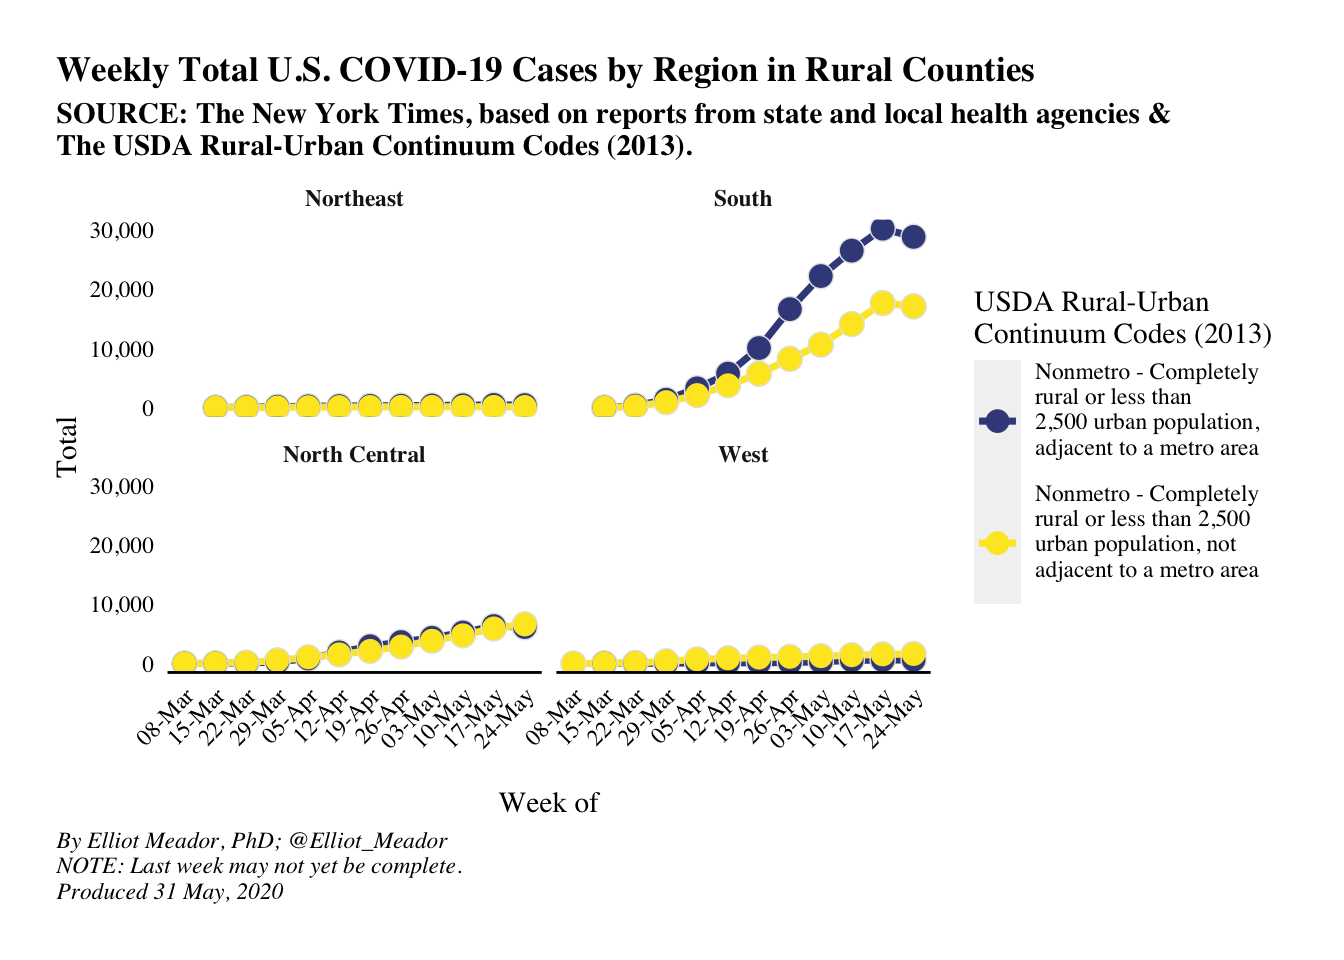 Weekly Total U.S. COVID-19 Cases by Region in Rural Counties
SOURCE: The New York Times, based on reports from state and local health agencies &
The USDA Rural-Urban Continuum Codes (2013).
Northeast
South
30,000
20,000
10,000
0
Total
North Central
West
30,000
20,000
10,000
0
08-Mar
15-Mar
22-Mar
29-Mar
05-Apr
12-Apr
19-Apr
26-Apr
03-May
10-May
17-May
24-May
08-Mar
15-Mar
22-Mar
29-Mar
05-Apr
12-Apr
19-Apr
26-Apr
03-May
10-May
17-May
24-May
Week of
USDA Rural-Urban
Continuum Codes (2013)
Nonmetro - Completely
rural or less than
2,500 urban population,
adjacent to a metro area
Nonmetro - Completely
rural or less than 2,500
urban population, not
adjacent to a metro area
By Elliot Meador, PhD; @Elliot_Meador
NOTE: Last week may not yet be complete.
Produced 31 May, 2020